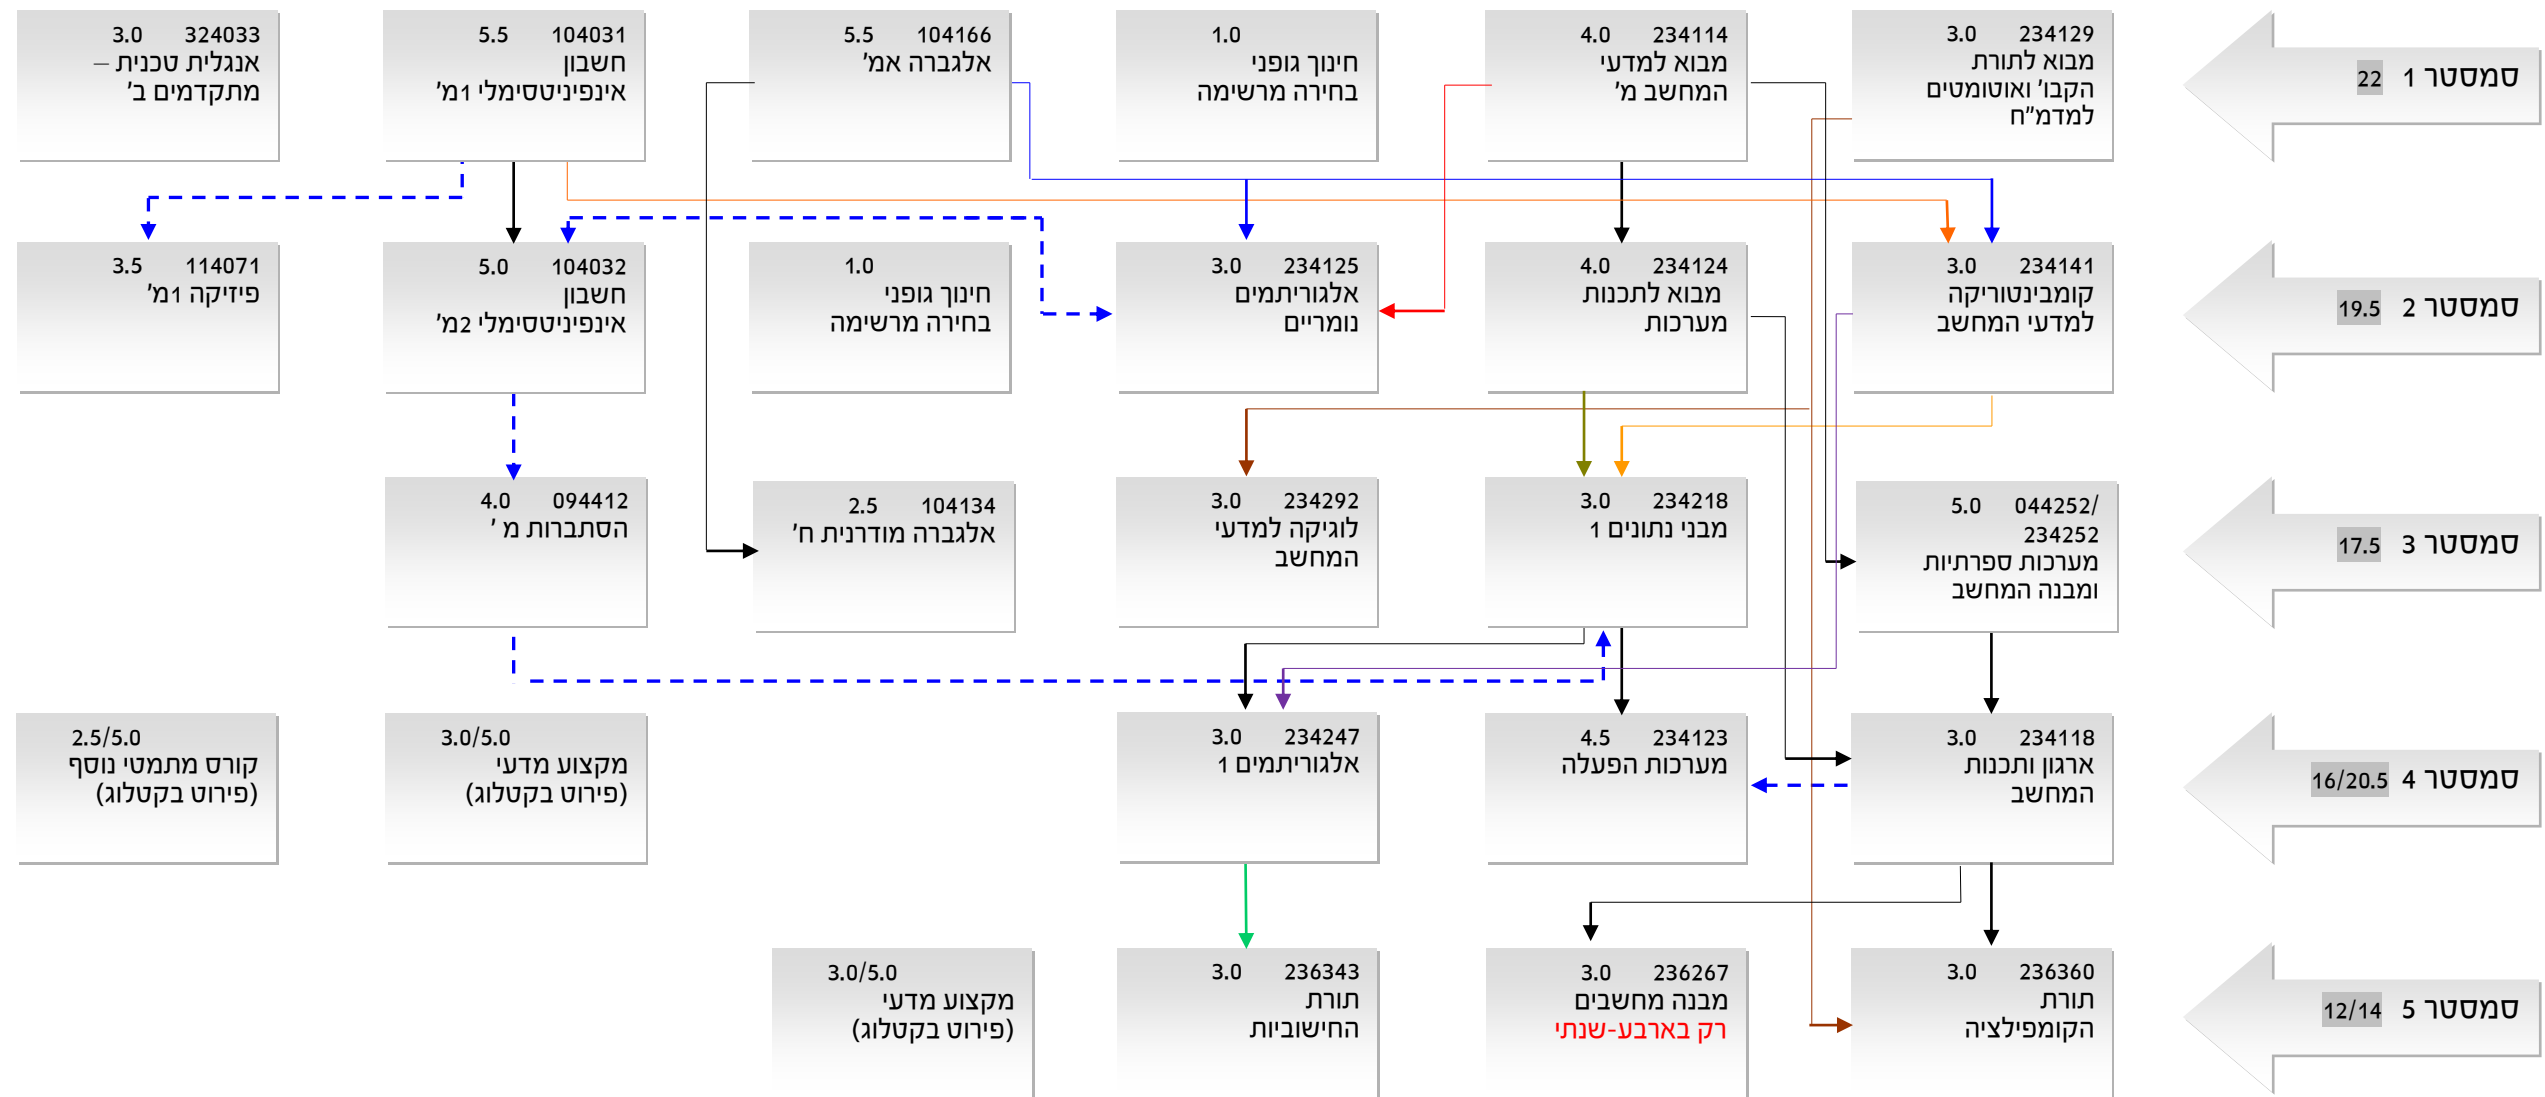 סמסטר 1 22
234129 3.0
מבוא לתורת
הקבו' ואוטומטים
למדמ"ח
234114 4.0
מבוא למדעי
המחשב מ'
1.0
חינוך גופני
בחירה מרשימה
104166 5.5
אלגברה אמ'
104031 5.5
חשבון
אינפיניטסימלי 1מ'
324033 3.0
אנגלית טכנית –
מתקדמים ב'
סמסטר 2 19.5
234141 3.0
קומבינטוריקה
למדעי המחשב
234124 4.0
מבוא לתכנות
מערכות
234125 3.0
אלגוריתמים
נומריים
1.0
חינוך גופני
בחירה מרשימה
104032 5.0
חשבון
אינפיניטסימלי 2מ'
114071 3.5
פיזיקה 1מ'
סמסטר 3 17.5
044252/ 5.0
234252
מערכות ספרתיות
ומבנה המחשב
234218 3.0
מבני נתונים 1
234292 3.0
לוגיקה למדעי
המחשב
104134 2.5
אלגברה מודרנית ח'
094412 4.0
הסתברות מ '
סמסטר 4 16/20.5
234118 3.0
ארגון ותכנות
המחשב
234123 4.5
מערכות הפעלה
234247 3.0
אלגוריתמים 1
3.0/5.0
מקצוע מדעי
(פירוט בקטלוג)
2.5/5.0
קורס מתמטי נוסף
(פירוט בקטלוג)
סמסטר 5 12/14
236360 3.0
תורת
הקומפילציה
236267 3.0
מבנה מחשבים
רק בארבע-שנתי
236343 3.0
תורת
החישוביות
3.0/5.0
מקצוע מדעי
(פירוט בקטלוג)